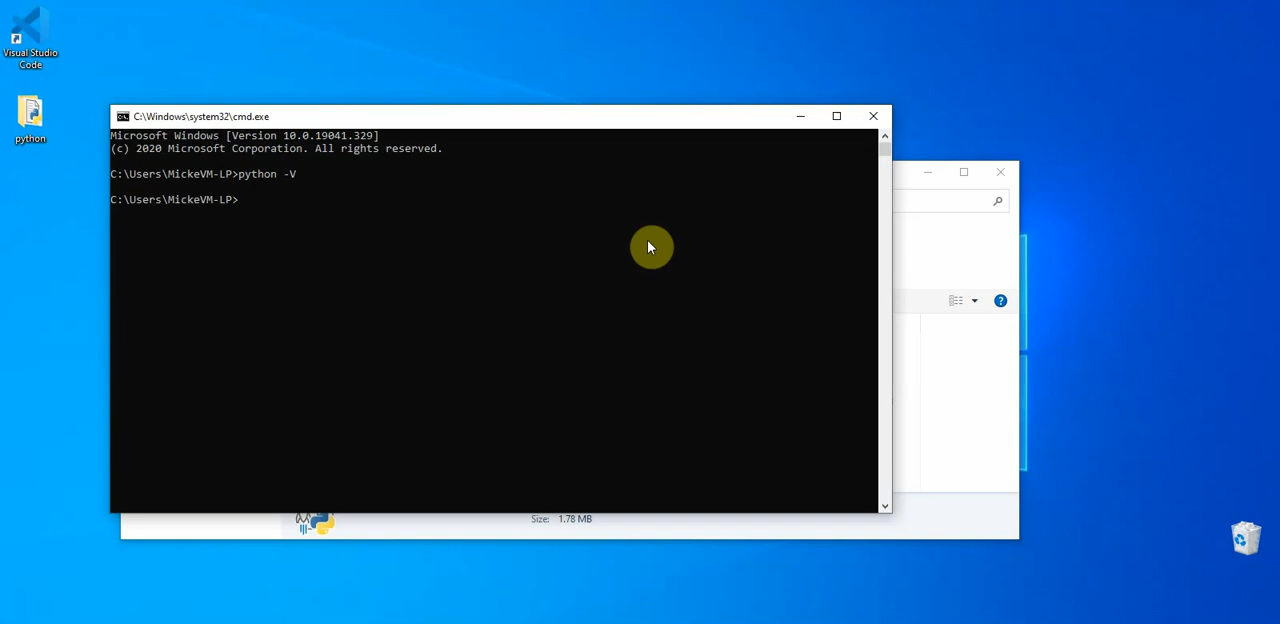 Visual Studio
Code
python
C:\Windows\system32\cmd.exe
Microsoft Windows [Version 10.0.19041.329]
(c) 2020 Microsoft Corporation. All rights reserved.
C:\Users\MickeVM-LP>python -V
C:\Users\MickeVM-LP>
Size: 1.78 MB